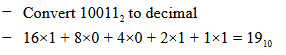 – Convert 10011₂ to decimal
– 16×1 + 8×0 + 4×0 + 2×1 + 1×1 = 19₁₀